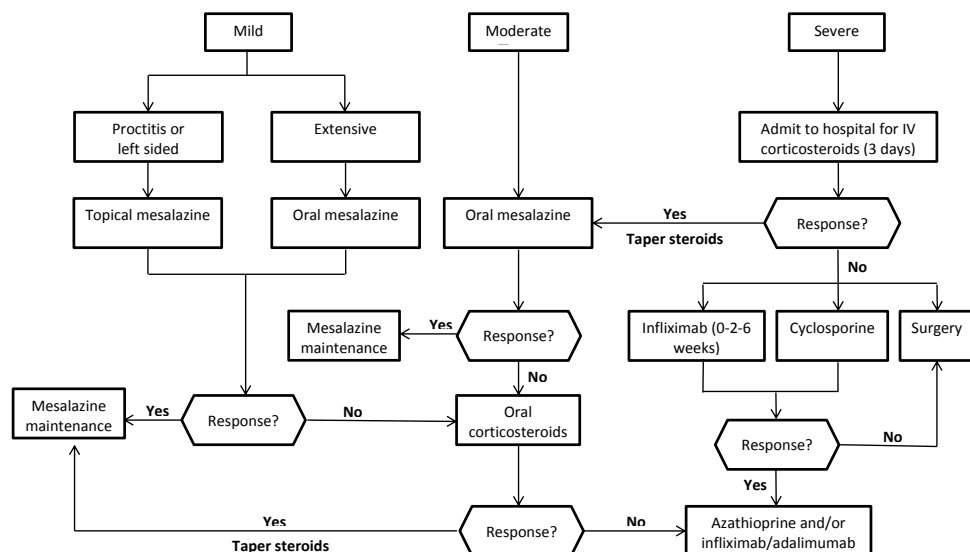 Mild
Moderate
Severe
Proctitis or
left sided
Extensive
Admit to hospital for IV
corticosteroids (3 days)
Topical mesalazine
Oral mesalazine
Oral mesalazine
Yes
Taper steroids
Response?
No
Mesalazine
maintenance
Yes
Response?
Infliximab (0-2-6
weeks)
Cyclosporine
Surgery
No
Mesalazine
maintenance
Yes
Response?
No
Oral
corticosteroids
Response?
No
Yes
Yes
Taper steroids
Response?
No
Azathioprine and/or
infliximab/adalimumab